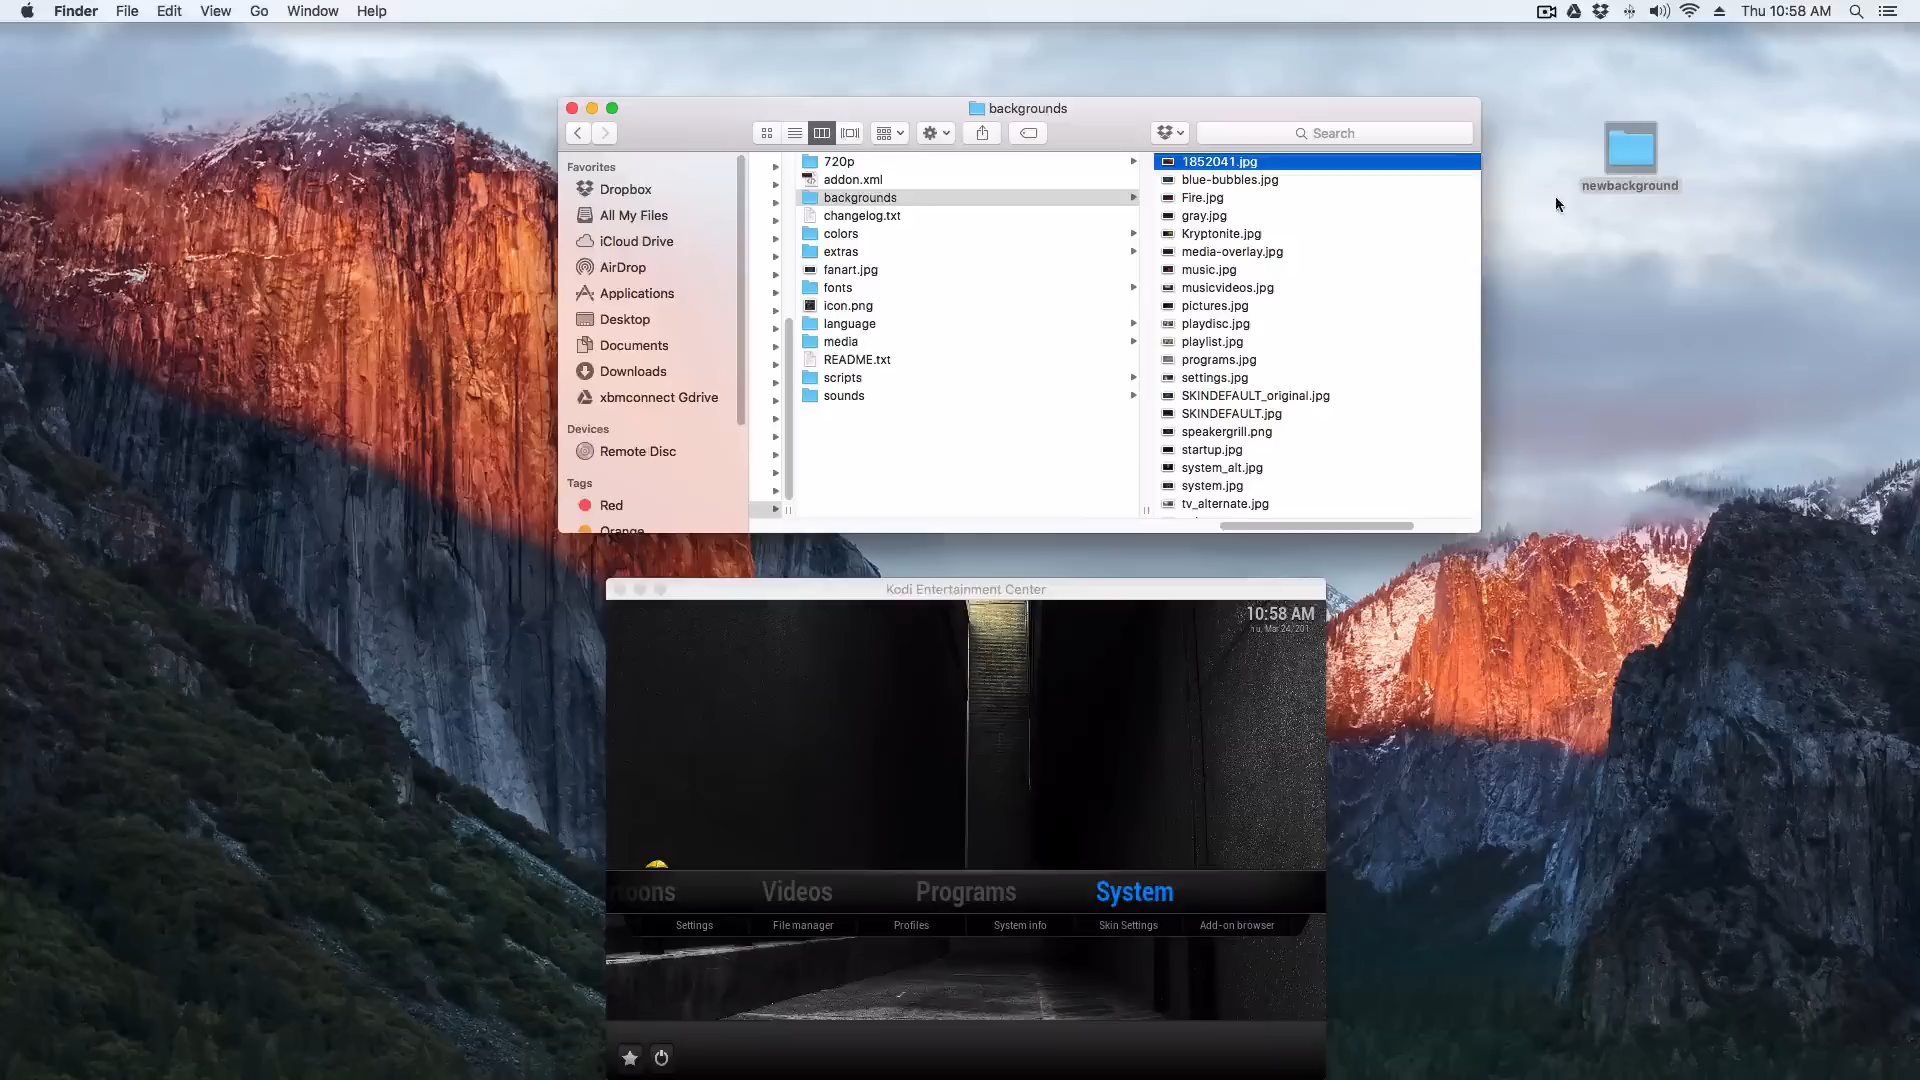 Finder File Edit View Go Window Help
Thu 10:58 AM
backgrounds
Search
newbackground
Favorites
Dropbox
All My Files
iCloud Drive
AirDrop
Applications
Desktop
Documents
Downloads
xbmconnect Gdrive
Devices
Remote Disc
Tags
Red
Orange
720p
addon.xml
backgrounds
changelog.txt
colors
extras
fanart.jpg
fonts
icon.png
language
media
README.txt
scripts
sounds
1852041.jpg
blue-bubbles.jpg
Fire.jpg
gray.jpg
Kryptonite.jpg
media-overlay.jpg
music.jpg
musicvideos.jpg
pictures.jpg
playdisc.jpg
playlist.jpg
programs.jpg
settings.jpg
SKINDEFAULT_original.jpg
SKINDEFAULT.jpg
speakergrill.png
startup.jpg
system_alt.jpg
system.jpg
tv_alternate.jpg
Kodi Entertainment Center
10:58 AM
hu, Mar 24, 201
toons Videos Programs System
Settings File manager Profiles System info Skin Settings Add-on browser